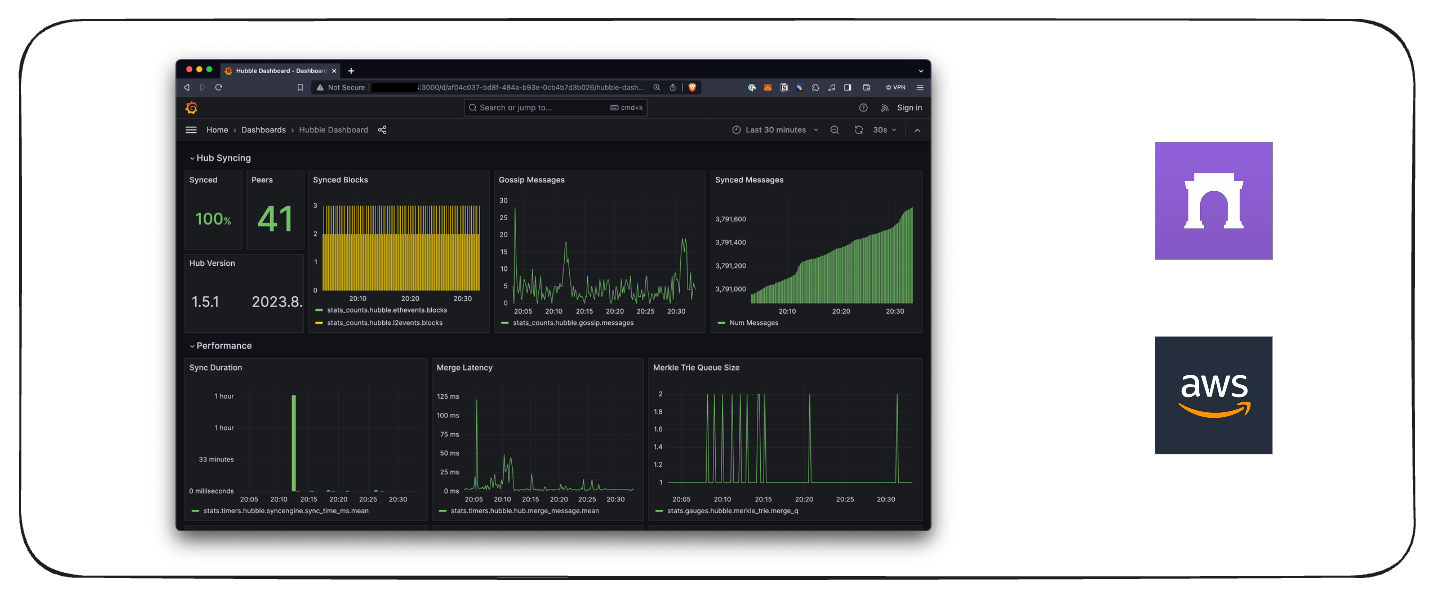 Hubble Dashboard - Dashboar
Not Secure :3000/d/af04c037-bd8f-484a-b93e-0cb4b7d3b026/hubble-dash... VPN
Search or jump to... cmd+k Sign in
Home › Dashboards › Hubble Dashboard Last 30 minutes 30s
Hub Syncing
Synced
100%
Peers
41
Hub Version
1.5.1 2023.8.
Synced Blocks
3
2
1
0
20:10 20:20 20:30
stats_counts.hubble.ethevents.blocks
stats_counts.hubble.l2events.blocks
Gossip Messages
30
25
20
15
10
5
0
20:05 20:10 20:15 20:20 20:25 20:30
stats_counts.hubble.gossip.messages
Synced Messages
3,791,600
3,791,400
3,791,200
3,791,000
20:10 20:20 20:30
Num Messages
Performance
Sync Duration
1 hour
1 hour
33 minutes
0 milliseconds
20:05 20:10 20:15 20:20 20:25 20:30
stats.timers.hubble.syncengine.sync_time_ms.mean
Merge Latency
125 ms
100 ms
75 ms
50 ms
25 ms
0 ms
20:05 20:10 20:15 20:20 20:25 20:30
stats.timers.hubble.hub.merge_message.mean
Merkle Trie Queue Size
2
1.8
1.6
1.4
1.2
1
20:05 20:10 20:15 20:20 20:25 20:30
stats.gauges.hubble.merkle_trie.merge_q
aws